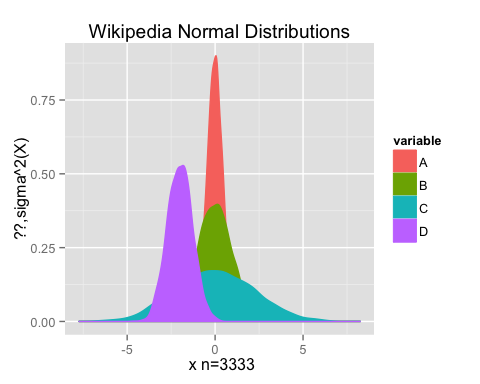 Wikipedia Normal Distributions
??,sigma^2(X)
0.75
0.50
0.25
0.00
-5
0
5
x n=3333
variable
A
B
C
D